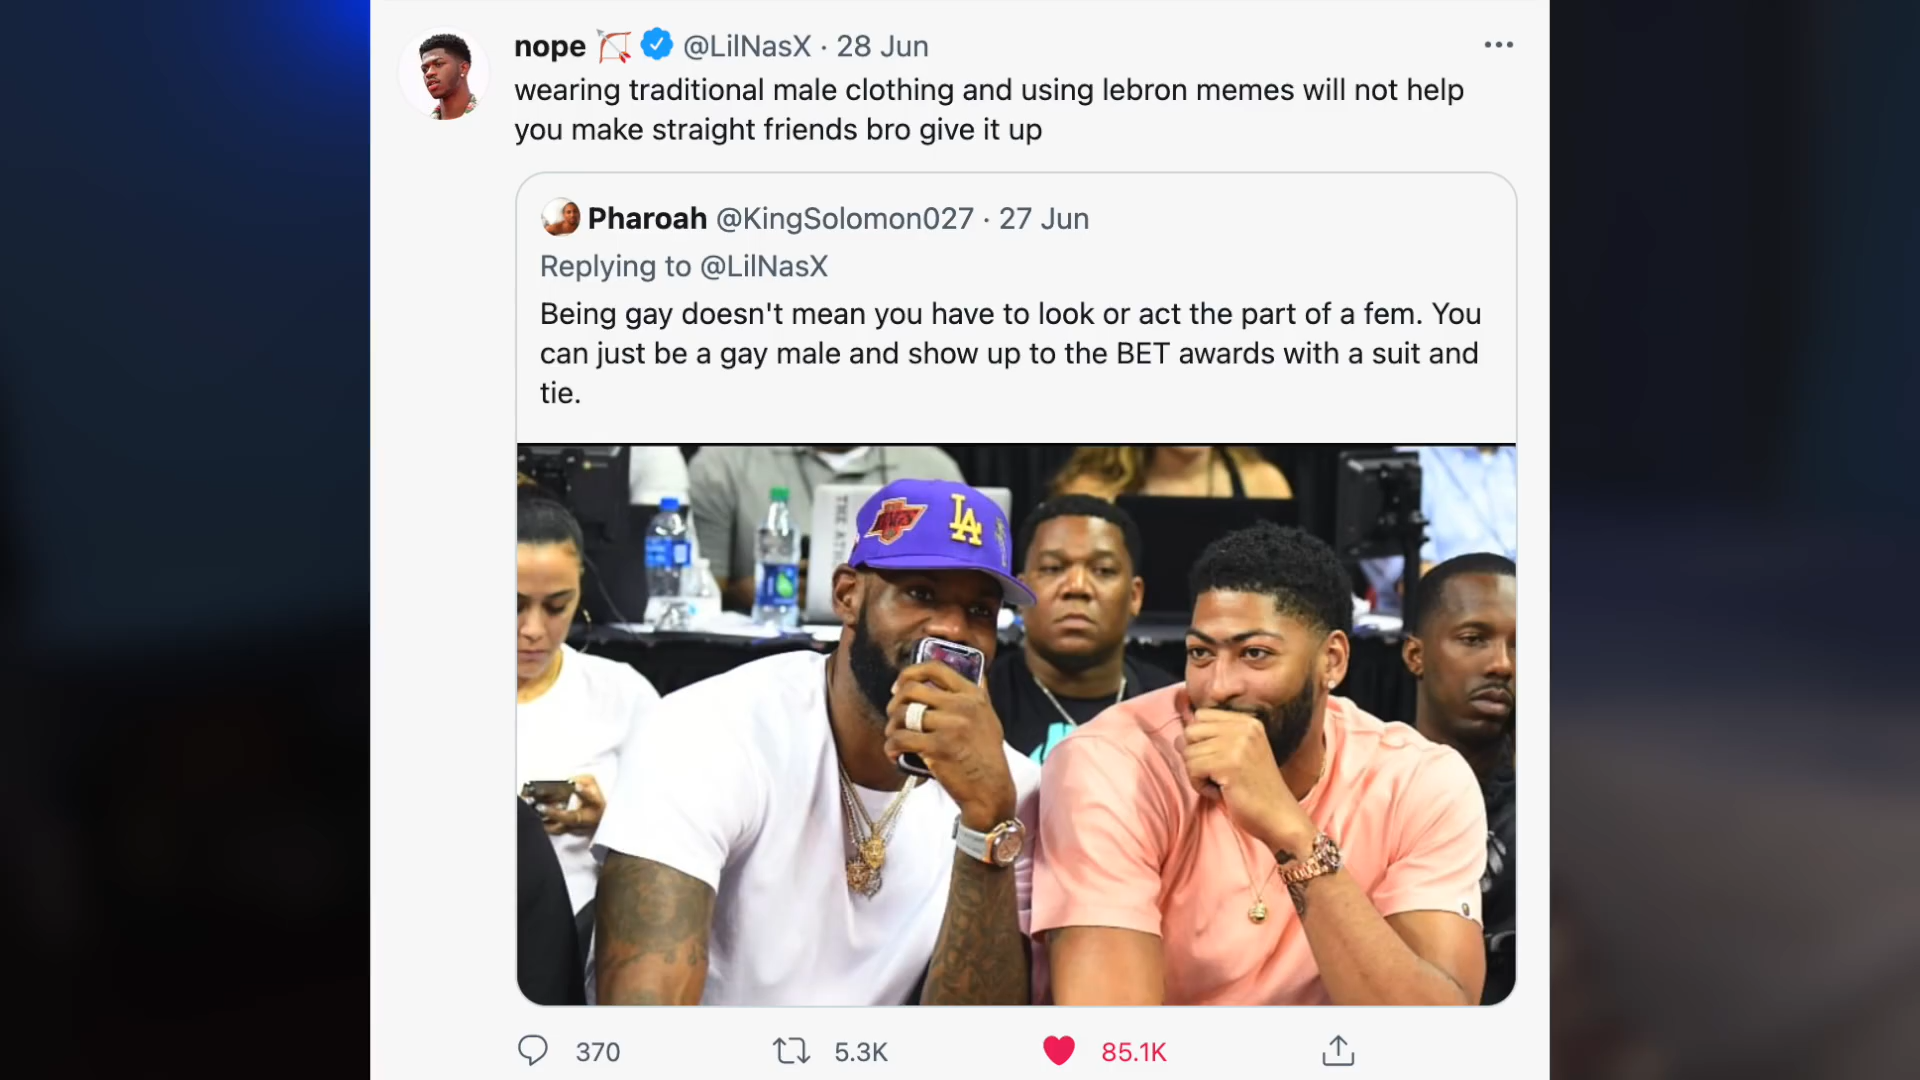 nope @LilNasX · 28 Jun
wearing traditional male clothing and using lebron memes will not help
you make straight friends bro give it up
Pharoah @KingSolomon027 · 27 Jun
Replying to @LilNasX
Being gay doesn't mean you have to look or act the part of a fem. You
can just be a gay male and show up to the BET awards with a suit and
tie.
LA
370 5.3K 85.1K